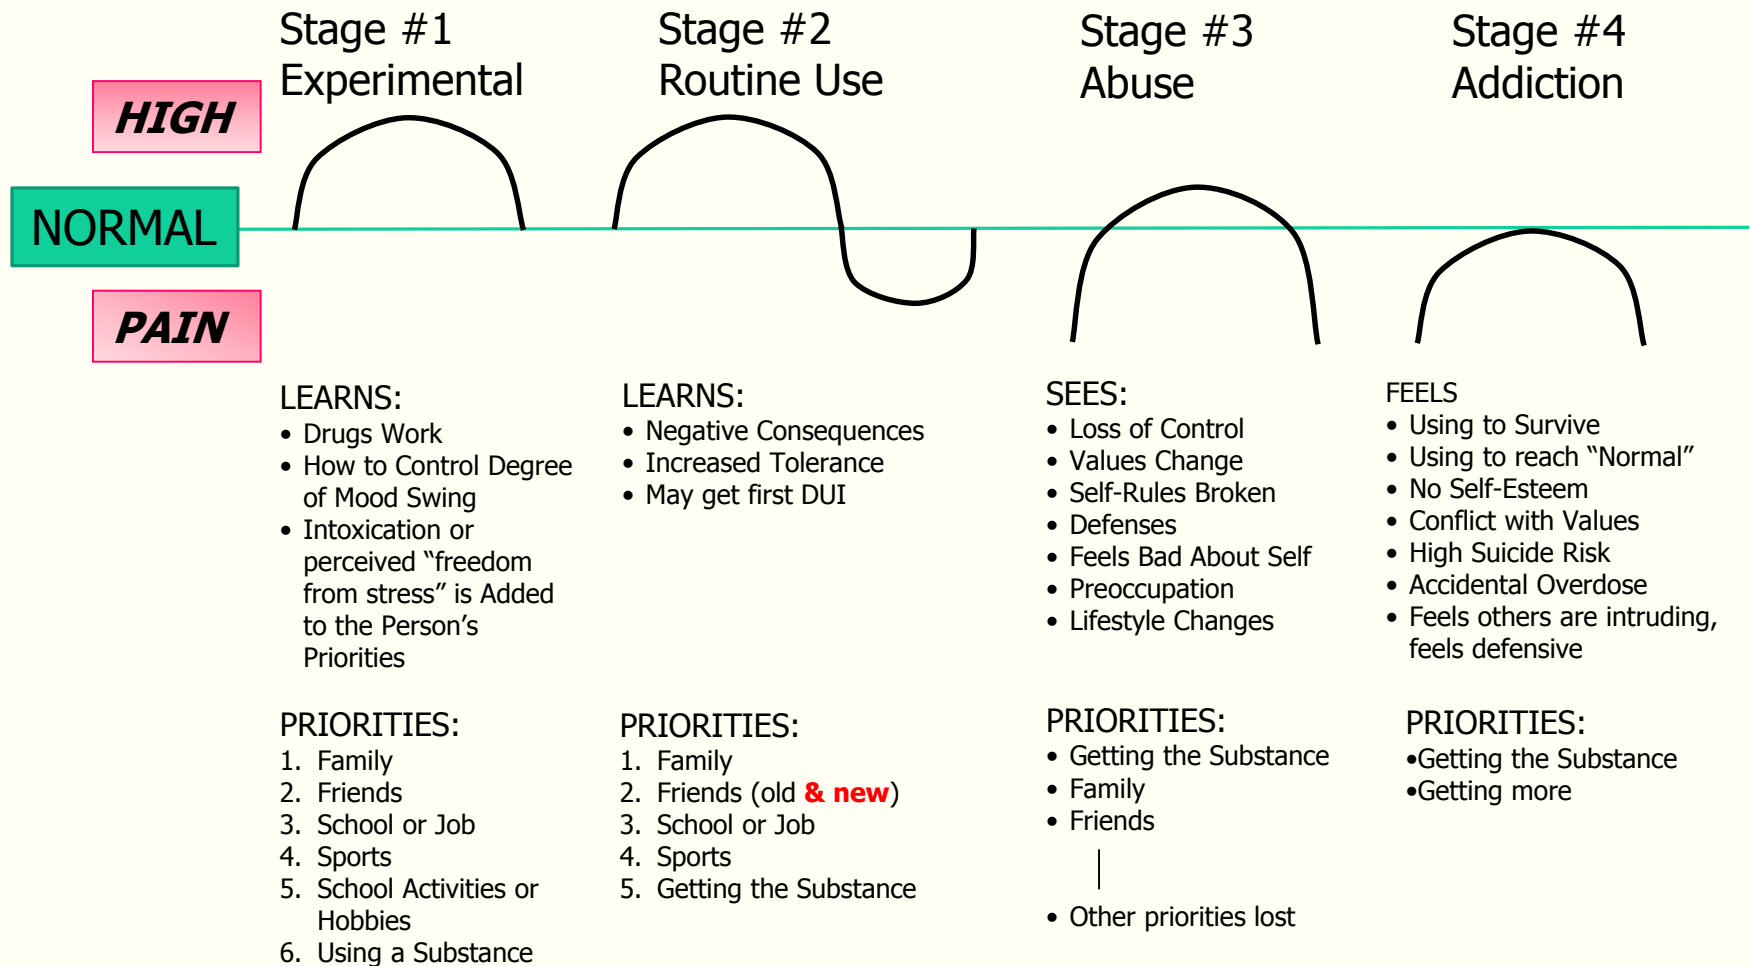 Stage #1
Experimental
Stage #2
Routine Use
Stage #3
Abuse
Stage #4
Addiction
HIGH
NORMAL
PAIN
LEARNS:
• Drugs Work
• How to Control Degree
of Mood Swing
• Intoxication or
perceived “freedom
from stress” is Added
to the Person’s
Priorities
PRIORITIES:
1. Family
2. Friends
3. School or Job
4. Sports
5. School Activities or
Hobbies
6. Using a Substance
LEARNS:
• Negative Consequences
• Increased Tolerance
• May get first DUI
PRIORITIES:
1. Family
2. Friends (old & new)
3. School or Job
4. Sports
5. Getting the Substance
SEES:
• Loss of Control
• Values Change
• Self-Rules Broken
• Defenses
• Feels Bad About Self
• Preoccupation
• Lifestyle Changes
PRIORITIES:
• Getting the Substance
• Family
• Friends
• Other priorities lost
FEELS
• Using to Survive
• Using to reach “Normal”
• No Self-Esteem
• Conflict with Values
• High Suicide Risk
• Accidental Overdose
• Feels others are intruding,
feels defensive
PRIORITIES:
•Getting the Substance
•Getting more